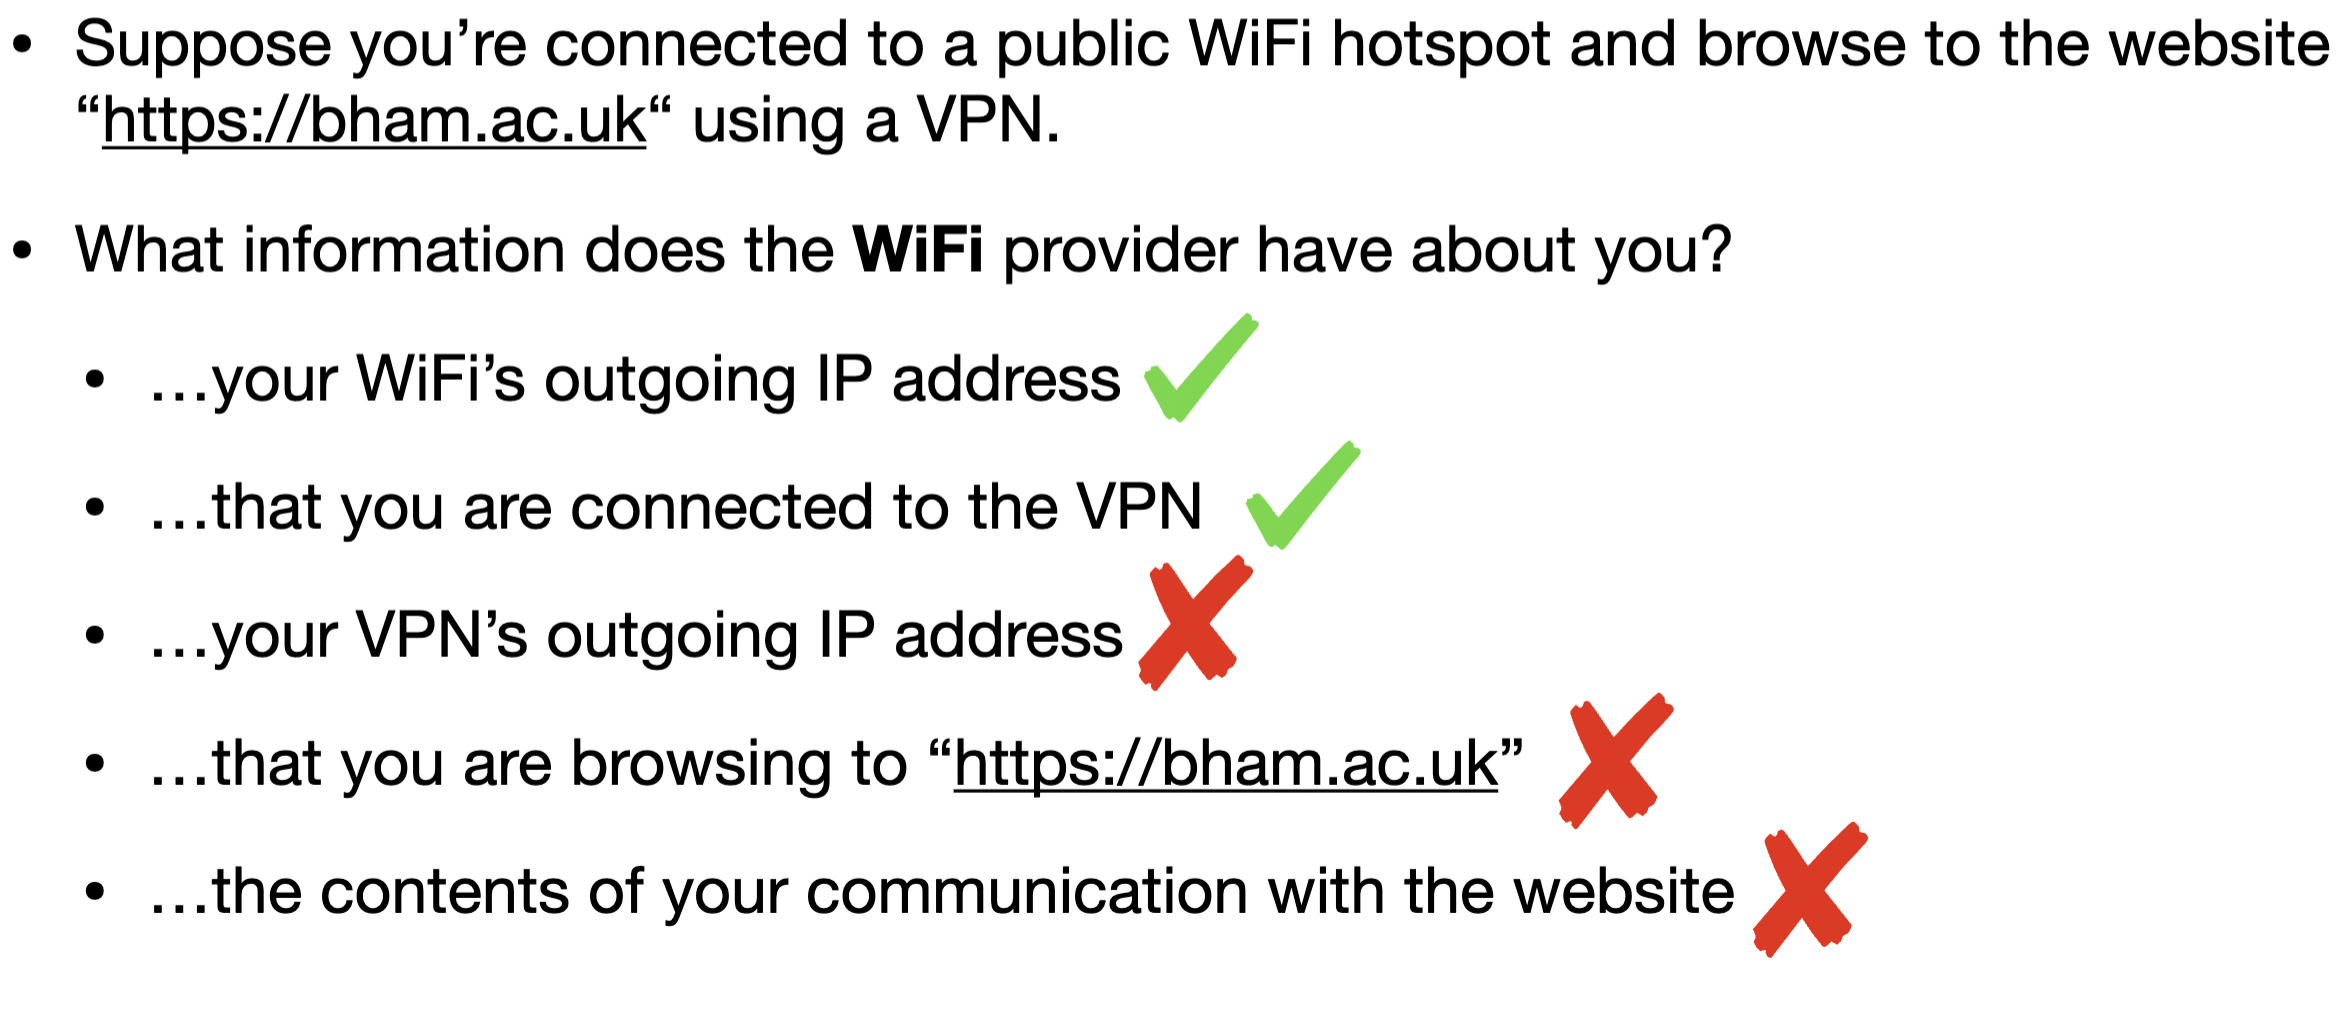 • Suppose you’re connected to a public WiFi hotspot and browse to the website
“https://bham.ac.uk“ using a VPN.
• What information does the WiFi provider have about you?
• …your WiFi’s outgoing IP address
• …that you are connected to the VPN
• …your VPN’s outgoing IP address
• …that you are browsing to “https://bham.ac.uk”
• …the contents of your communication with the website